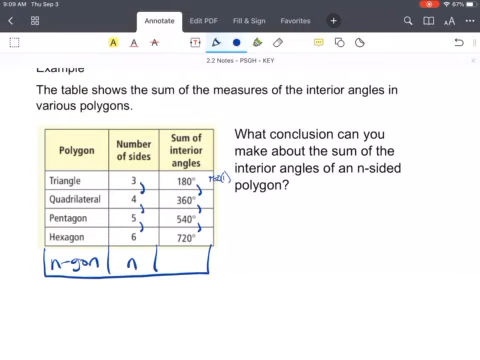 9:09 AM Thu Sep 3
67%
Annotate Edit PDF Fill & Sign Favorites
2.2 Notes - PSGH - KEY
Example
The table shows the sum of the measures of the interior angles in
various polygons.
Polygon Number of sides Sum of interior angles
Triangle 3 180°
Quadrilateral 4 360°
Pentagon 5 540°
Hexagon 6 720°
n-gon n
What conclusion can you
make about the sum of the
interior angles of an n-sided
polygon?